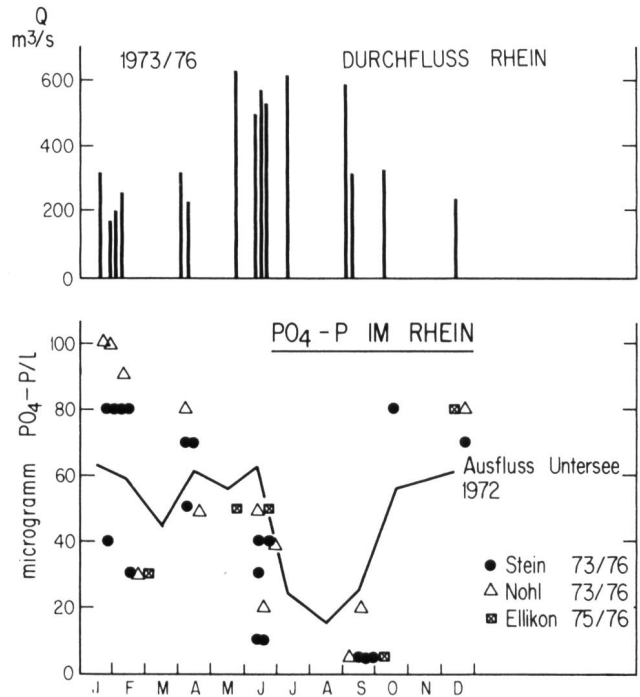 Q
m³/s
1973/76 DURCHFLUSS RHEIN
600
400
200
0
PO4-P IM RHEIN
microgramm PO4-P/L
100
80
60
40
20
0
Ausfluss Untersee
1972
Stein 73/76
Nohl 73/76
Ellikon 75/76
J F M A M J J A S O N D